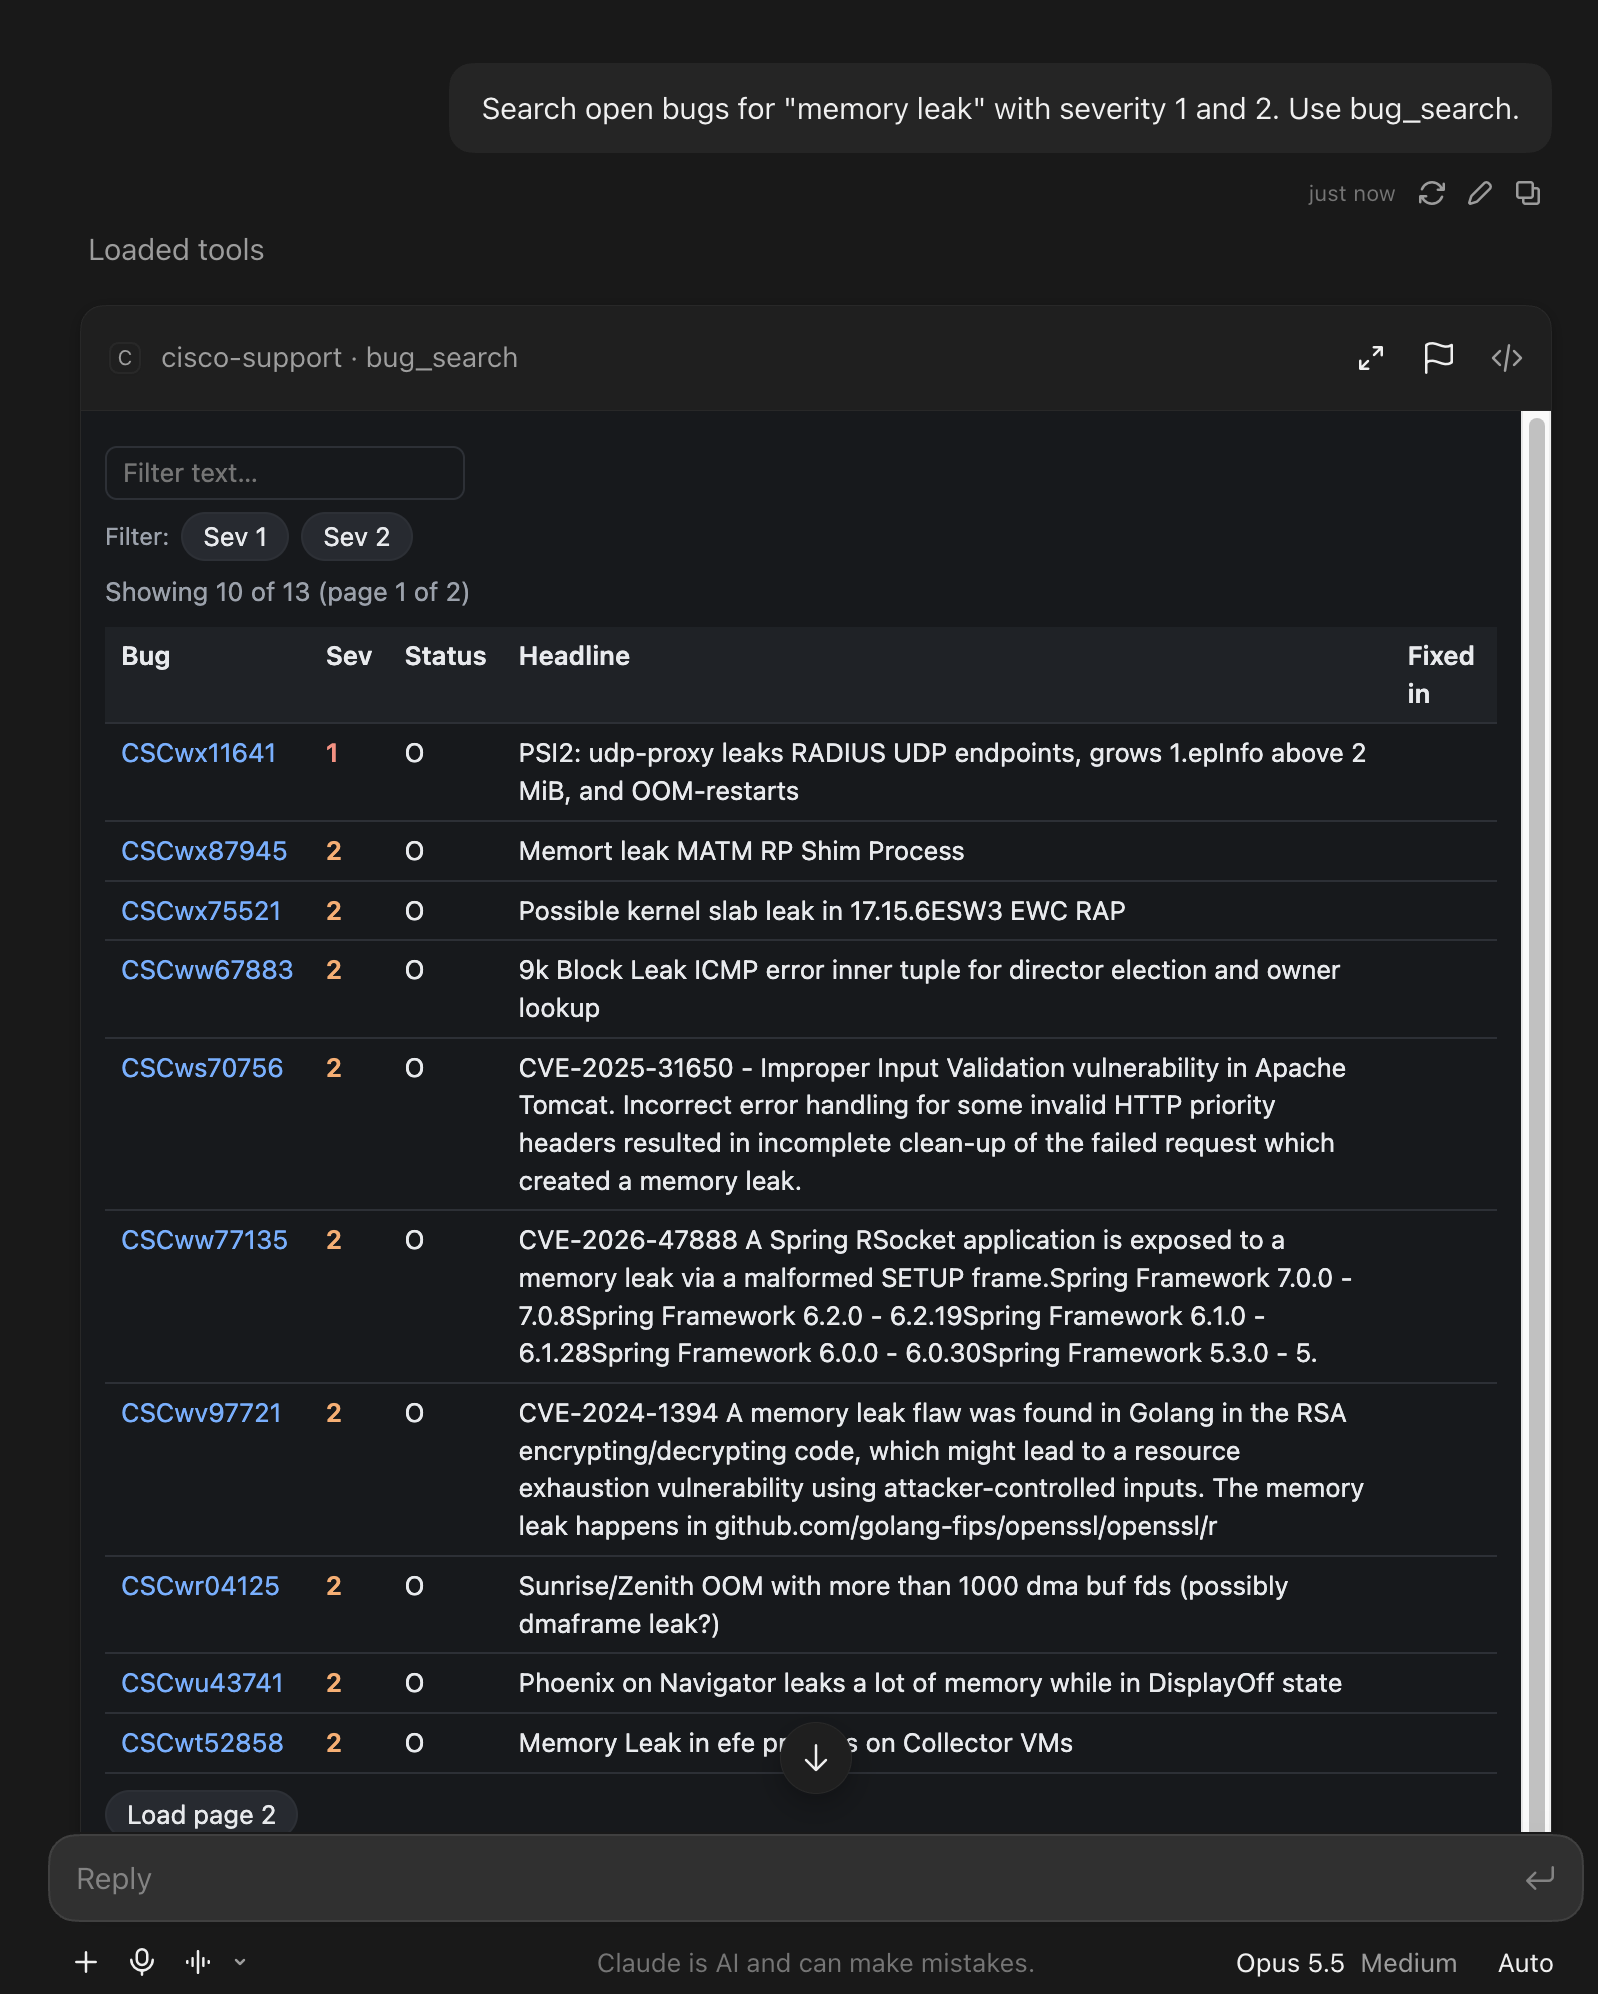 Search open bugs for "memory leak" with severity 1 and 2. Use bug_search.
just now
Loaded tools
C cisco-support · bug_search
Filter text...
Filter: Sev 1 Sev 2
Showing 10 of 13 (page 1 of 2)
Bug Sev Status Headline Fixed
in
CSCwx11641 1 O PSI2: udp-proxy leaks RADIUS UDP endpoints, grows 1.epInfo above 2
MiB, and OOM-restarts
CSCwx87945 2 O Memort leak MATM RP Shim Process
CSCwx75521 2 O Possible kernel slab leak in 17.15.6ESW3 EWC RAP
CSCww67883 2 O 9k Block Leak ICMP error inner tuple for director election and owner
lookup
CSCws70756 2 O CVE-2025-31650 - Improper Input Validation vulnerability in Apache
Tomcat. Incorrect error handling for some invalid HTTP priority
headers resulted in incomplete clean-up of the failed request which
created a memory leak.
CSCww77135 2 O CVE-2026-47888 A Spring RSocket application is exposed to a
memory leak via a malformed SETUP frame.Spring Framework 7.0.0 -
7.0.8Spring Framework 6.2.0 - 6.2.19Spring Framework 6.1.0 -
6.1.28Spring Framework 6.0.0 - 6.0.30Spring Framework 5.3.0 - 5.
CSCwv97721 2 O CVE-2024-1394 A memory leak flaw was found in Golang in the RSA
encrypting/decrypting code, which might lead to a resource
exhaustion vulnerability using attacker-controlled inputs. The memory
leak happens in github.com/golang-fips/openssl/openssl/r
CSCwr04125 2 O Sunrise/Zenith OOM with more than 1000 dma buf fds (possibly
dmaframe leak?)
CSCwu43741 2 O Phoenix on Navigator leaks a lot of memory while in DisplayOff state
CSCwt52858 2 O Memory Leak in efe on Collector VMs
Load page 2
Reply
Claude is AI and can make mistakes. Opus 5.5 Medium Auto